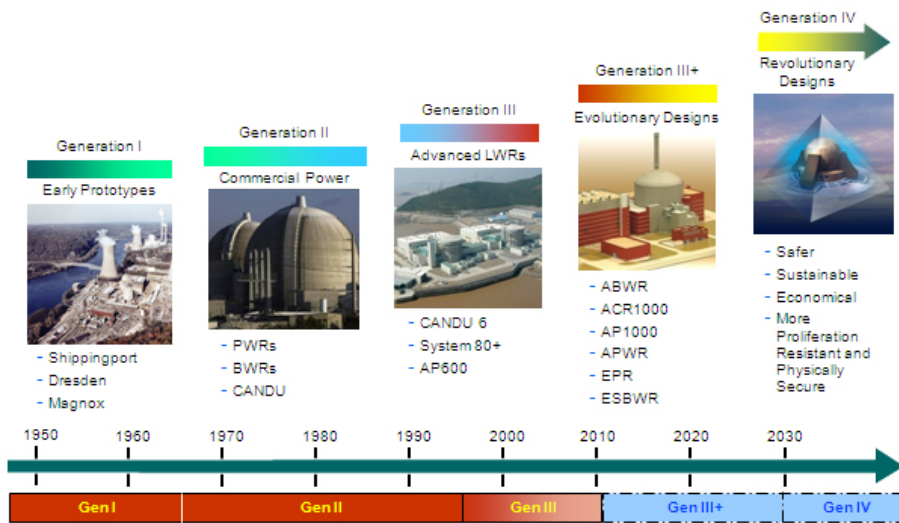 Generation I
Early Prototypes
- Shippingport
- Dresden
- Magnox
Generation II
Commercial Power
- PWRs
- BWRs
- CANDU
Generation III
Advanced LWRs
- CANDU 6
- System 80+
- AP600
Generation III+
Evolutionary Designs
- ABWR
- ACR1000
- AP1000
- APWR
- EPR
- ESBWR
Generation IV
Revolutionary
Designs
- Safer
- Sustainable
- Economical
- More
Proliferation
Resistant and
Physically
Secure
1950 1960 1970 1980 1990 2000 2010 2020 2030
Gen I Gen II Gen III Gen III+ Gen IV